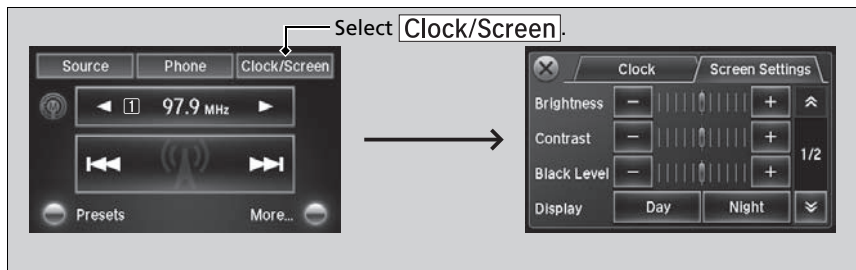 Select Clock/Screen.
Source Phone Clock/Screen
1 97.9 MHz
Presets More...
Clock Screen Settings
Brightness - +
Contrast - +
1/2
Black Level - +
Display Day Night